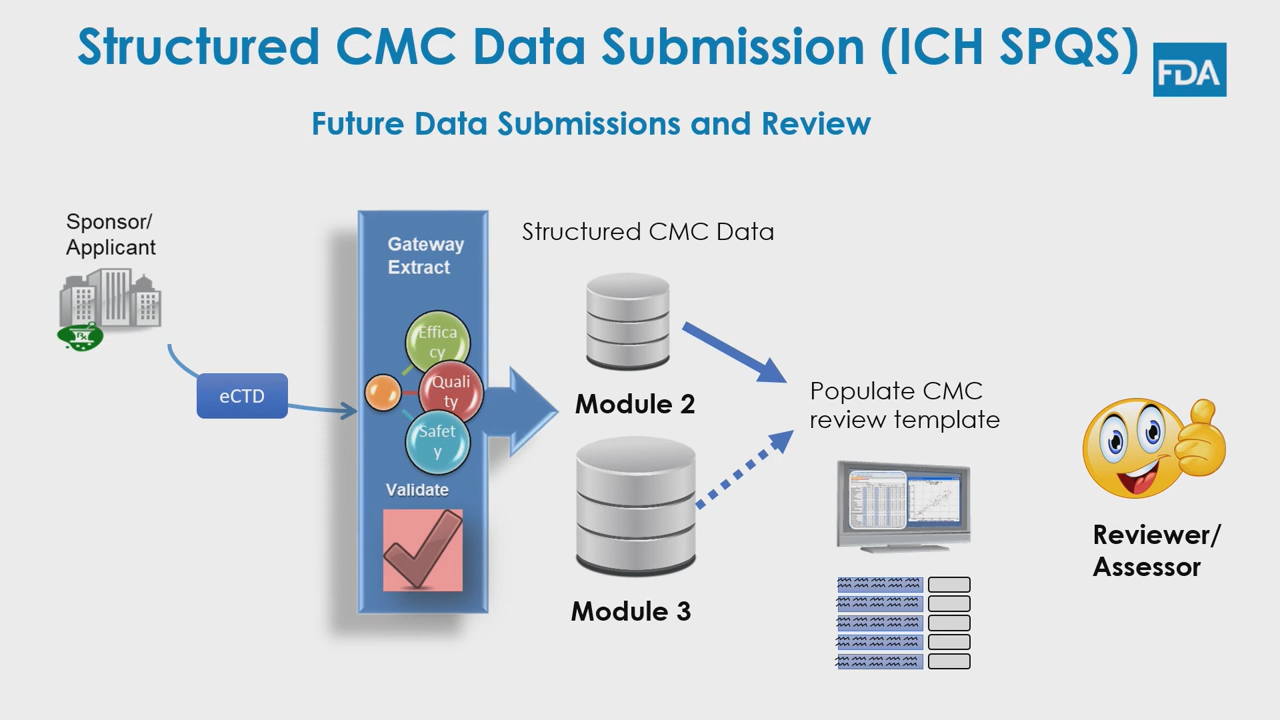 Structured CMC Data Submission (ICH SPQS)
FDA
Future Data Submissions and Review
Sponsor/
Applicant
eCTD
Gateway
Extract
Effica
cy
Quali
ty
Safet
y
Validate
Structured CMC Data
Module 2
Module 3
Populate CMC
review template
Reviewer/
Assessor